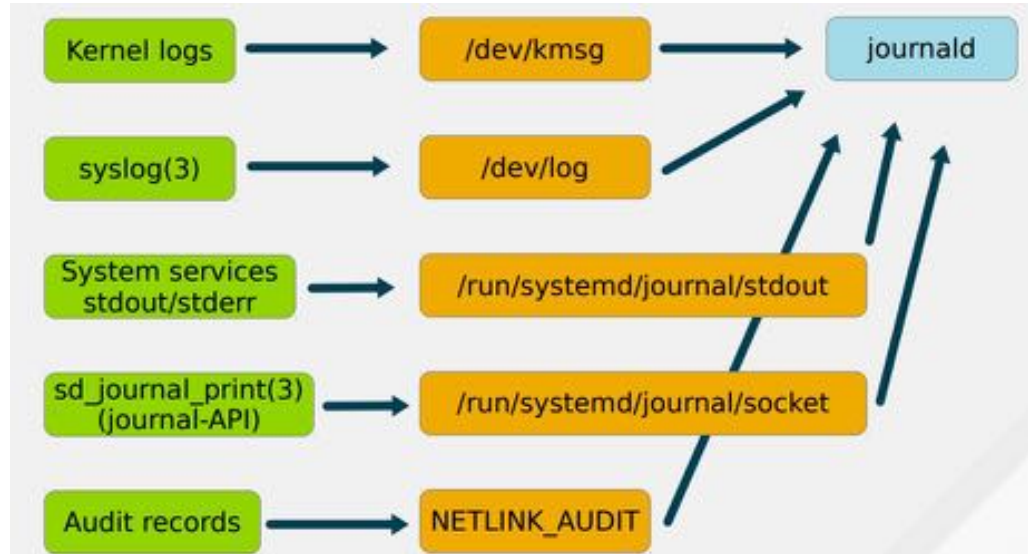 Kernel logs
/dev/kmsg
journald
syslog(3)
/dev/log
System services
stdout/stderr
/run/systemd/journal/stdout
sd_journal_print(3)
(journal-API)
/run/systemd/journal/socket
Audit records
NETLINK_AUDIT